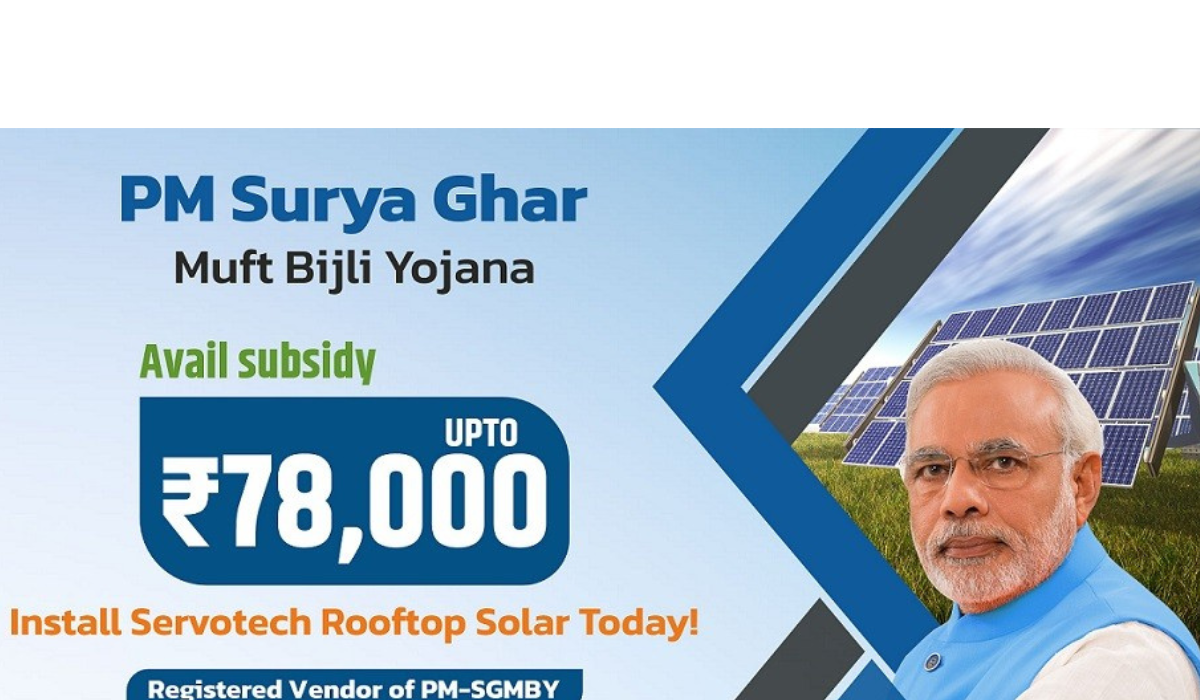 PM Surya Ghar
Muft Bijli Yojana
Avail subsidy
UPTO
₹78,000
Install Servotech Rooftop Solar Today!
Registered Vendor of PM-SGMBY